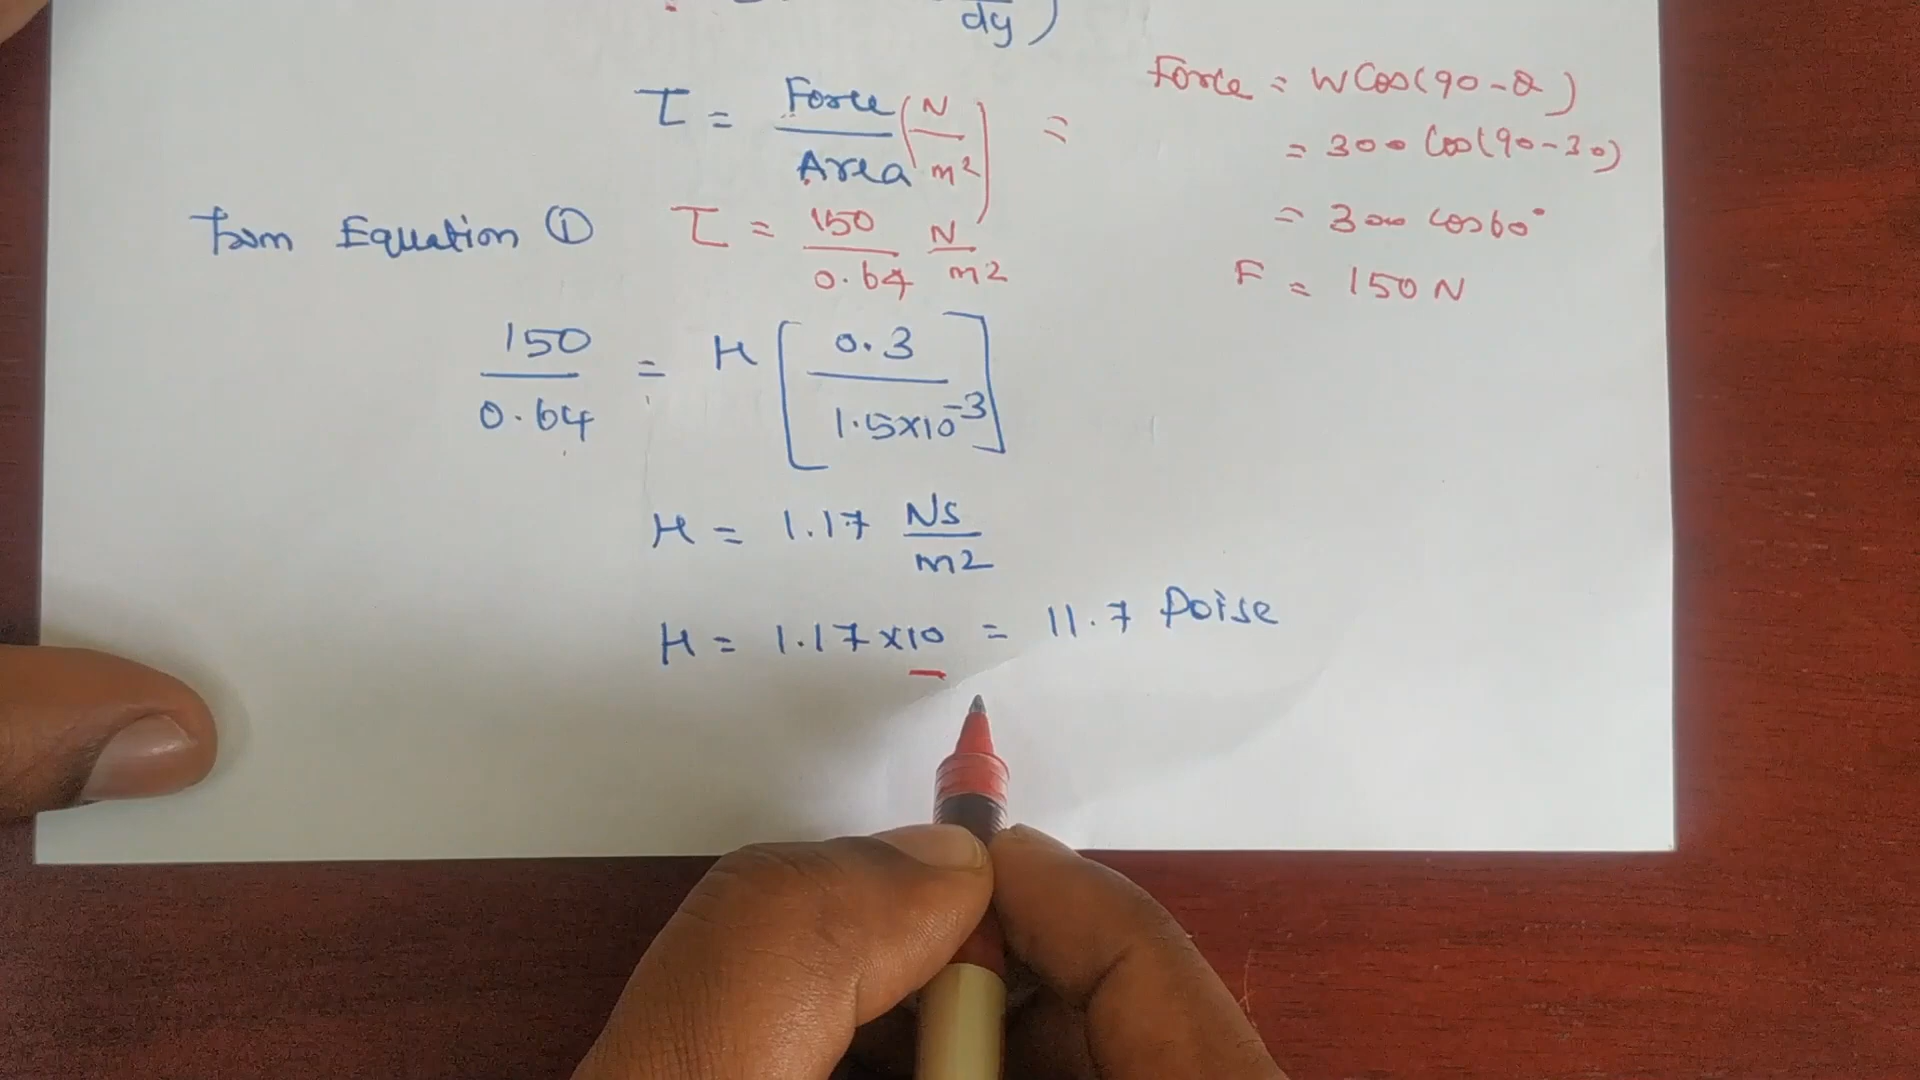 dy )
τ = Force / Area ( N / m2 ) =
Force = W Cos(90-θ)
= 300 Cos(90-30)
= 300 cos60°
F = 150 N
From Equation ① τ = 150 / 0.64 N / m2
150 / 0.64 = μ [ 0.3 / 1.5×10-3 ]
μ = 1.17 Ns / m2
μ = 1.17×10 = 11.7 Poise